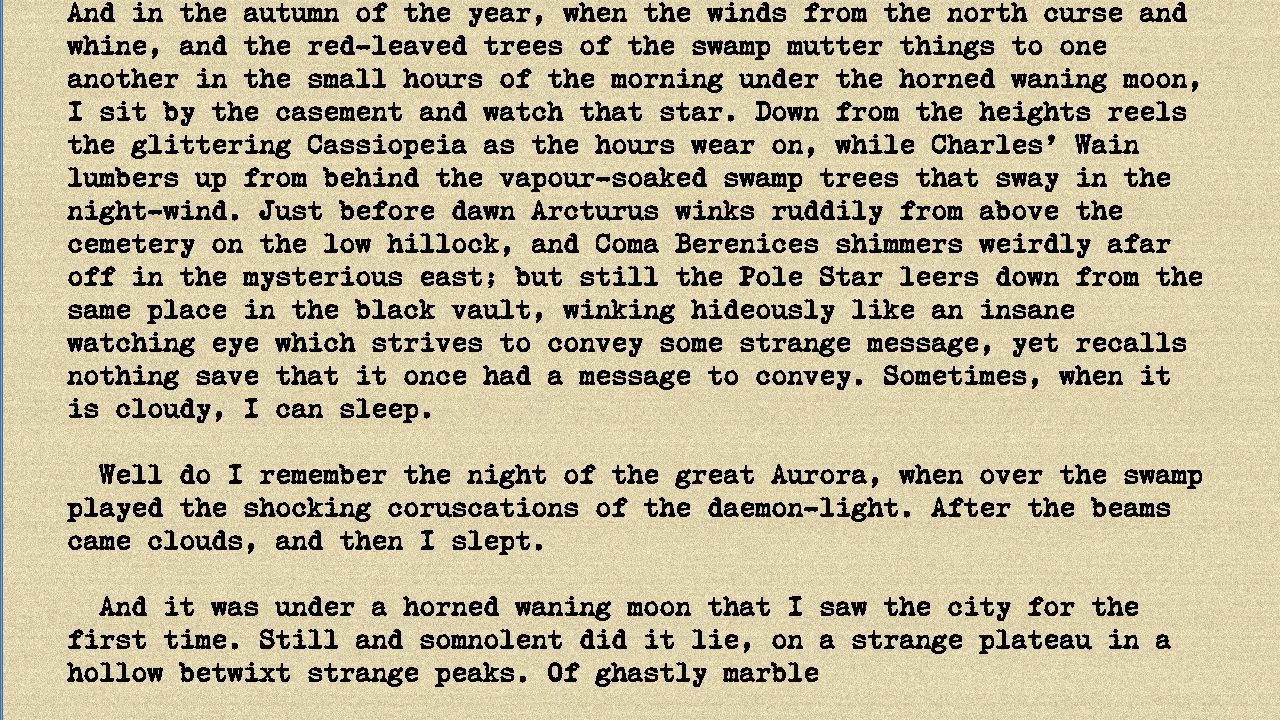 And in the autumn of the year, when the winds from the north curse and
whine, and the red-leaved trees of the swamp mutter things to one
another in the small hours of the morning under the horned waning moon,
I sit by the casement and watch that star. Down from the heights reels
the glittering Cassiopeia as the hours wear on, while Charles’ Wain
lumbers up from behind the vapour-soaked swamp trees that sway in the
night-wind. Just before dawn Arcturus winks ruddily from above the
cemetery on the low hillock, and Coma Berenices shimmers weirdly afar
off in the mysterious east; but still the Pole Star leers down from the
same place in the black vault, winking hideously like an insane
watching eye which strives to convey some strange message, yet recalls
nothing save that it once had a message to convey. Sometimes, when it
is cloudy, I can sleep.
Well do I remember the night of the great Aurora, when over the swamp
played the shocking coruscations of the daemon-light. After the beams
came clouds, and then I slept.
And it was under a horned waning moon that I saw the city for the
first time. Still and somnolent did it lie, on a strange plateau in a
hollow betwixt strange peaks. Of ghastly marble